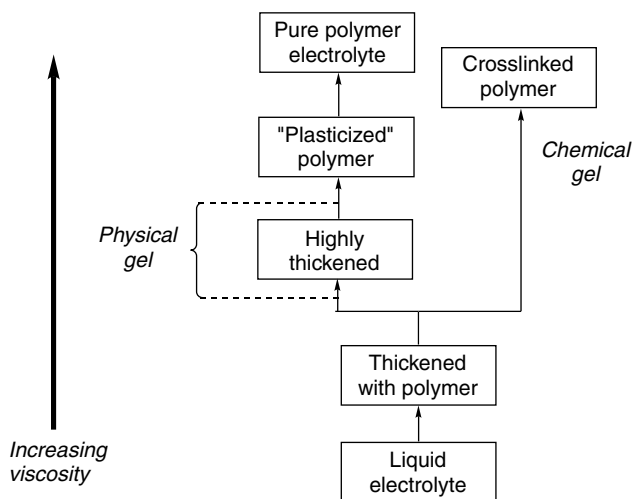 Pure polymer
electrolyte
Crosslinked
polymer
"Plasticized"
polymer
Chemical
gel
Physical
gel
Highly
thickened
Thickened
with polymer
Increasing
viscosity
Liquid
electrolyte